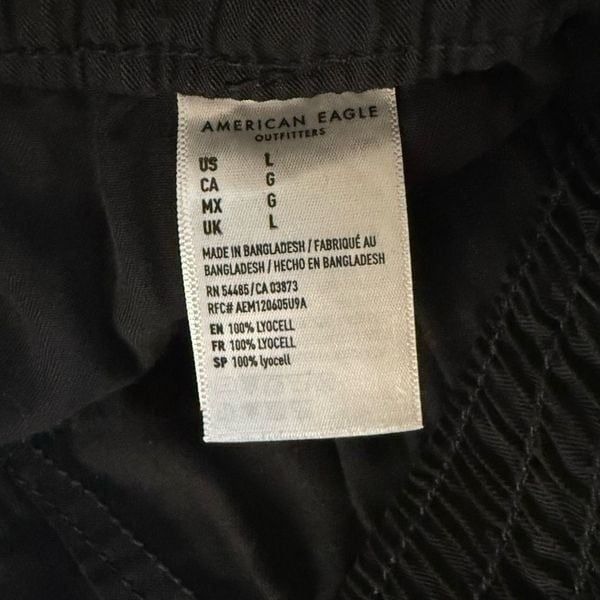 AMERICAN EAGLE
OUTFITTERS
US L
CA G
MX G
UK L
MADE IN BANGLADESH / FABRIQUÉ AU
BANGLADESH / HECHO EN BANGLADESH
RN 54485/CA 03873
RFC# AEM120605U9A
EN 100% LYOCELL
FR 100% LYOCELL
SP 100% lyocell